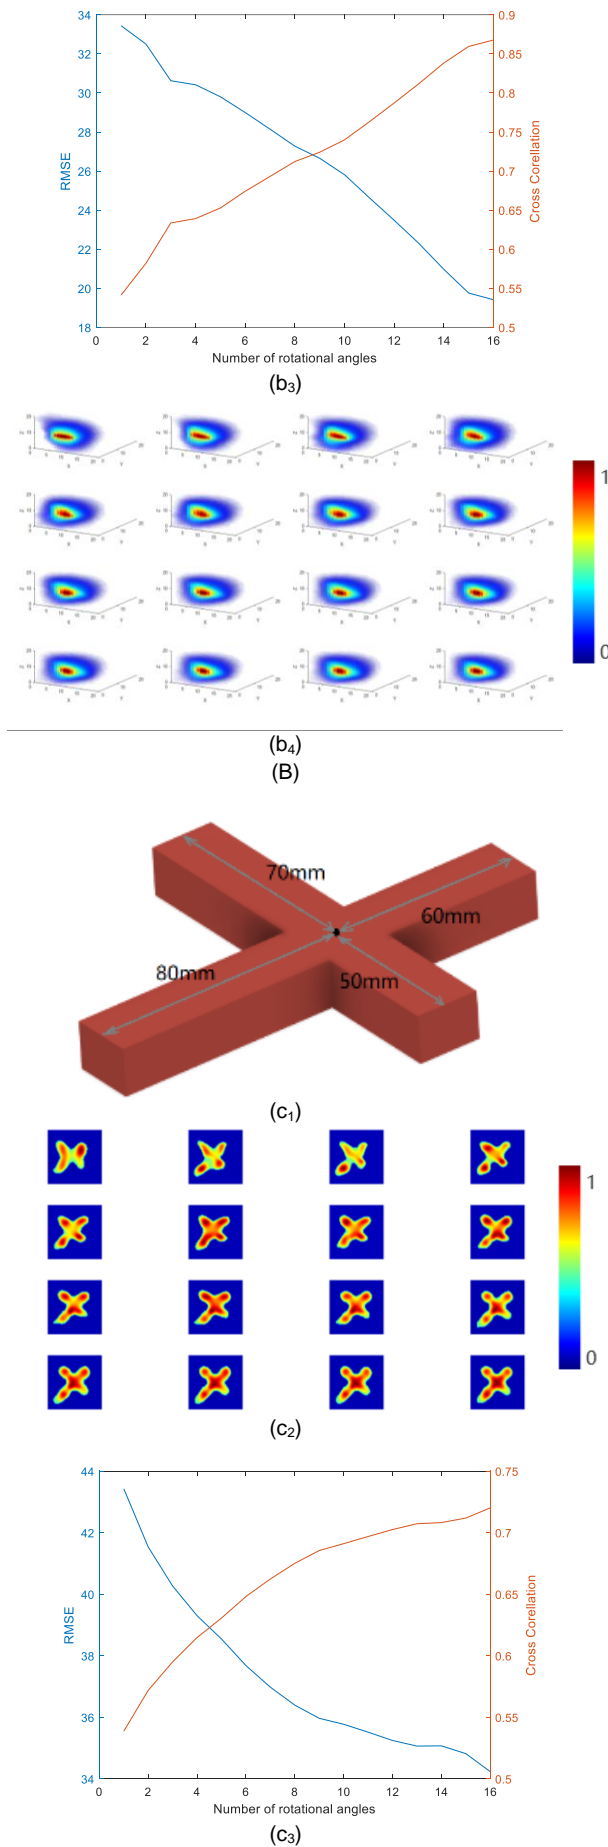 34
32
30
28
26
24
22
20
18
RMSE
0.9
0.85
0.8
0.75
0.7
0.65
0.6
0.55
0.5
Cross Corellation
0 2 4 6 8 10 12 14 16
Number of rotational angles
(b3)
1
0
(b4)
(B)
70mm
60mm
80mm
50mm
(c1)
1
0
(c2)
44
42
40
38
36
34
RMSE
0.75
0.7
0.65
0.6
0.55
0.5
Cross Corellation
0 2 4 6 8 10 12 14 16
Number of rotational angles
(c3)